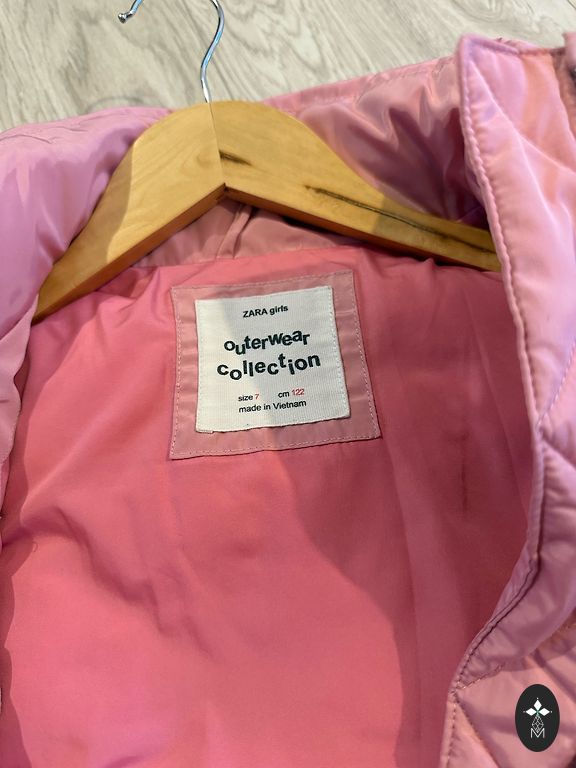 ZARA girls
outerwear
collection
size 7 cm 122
made in Vietnam
M